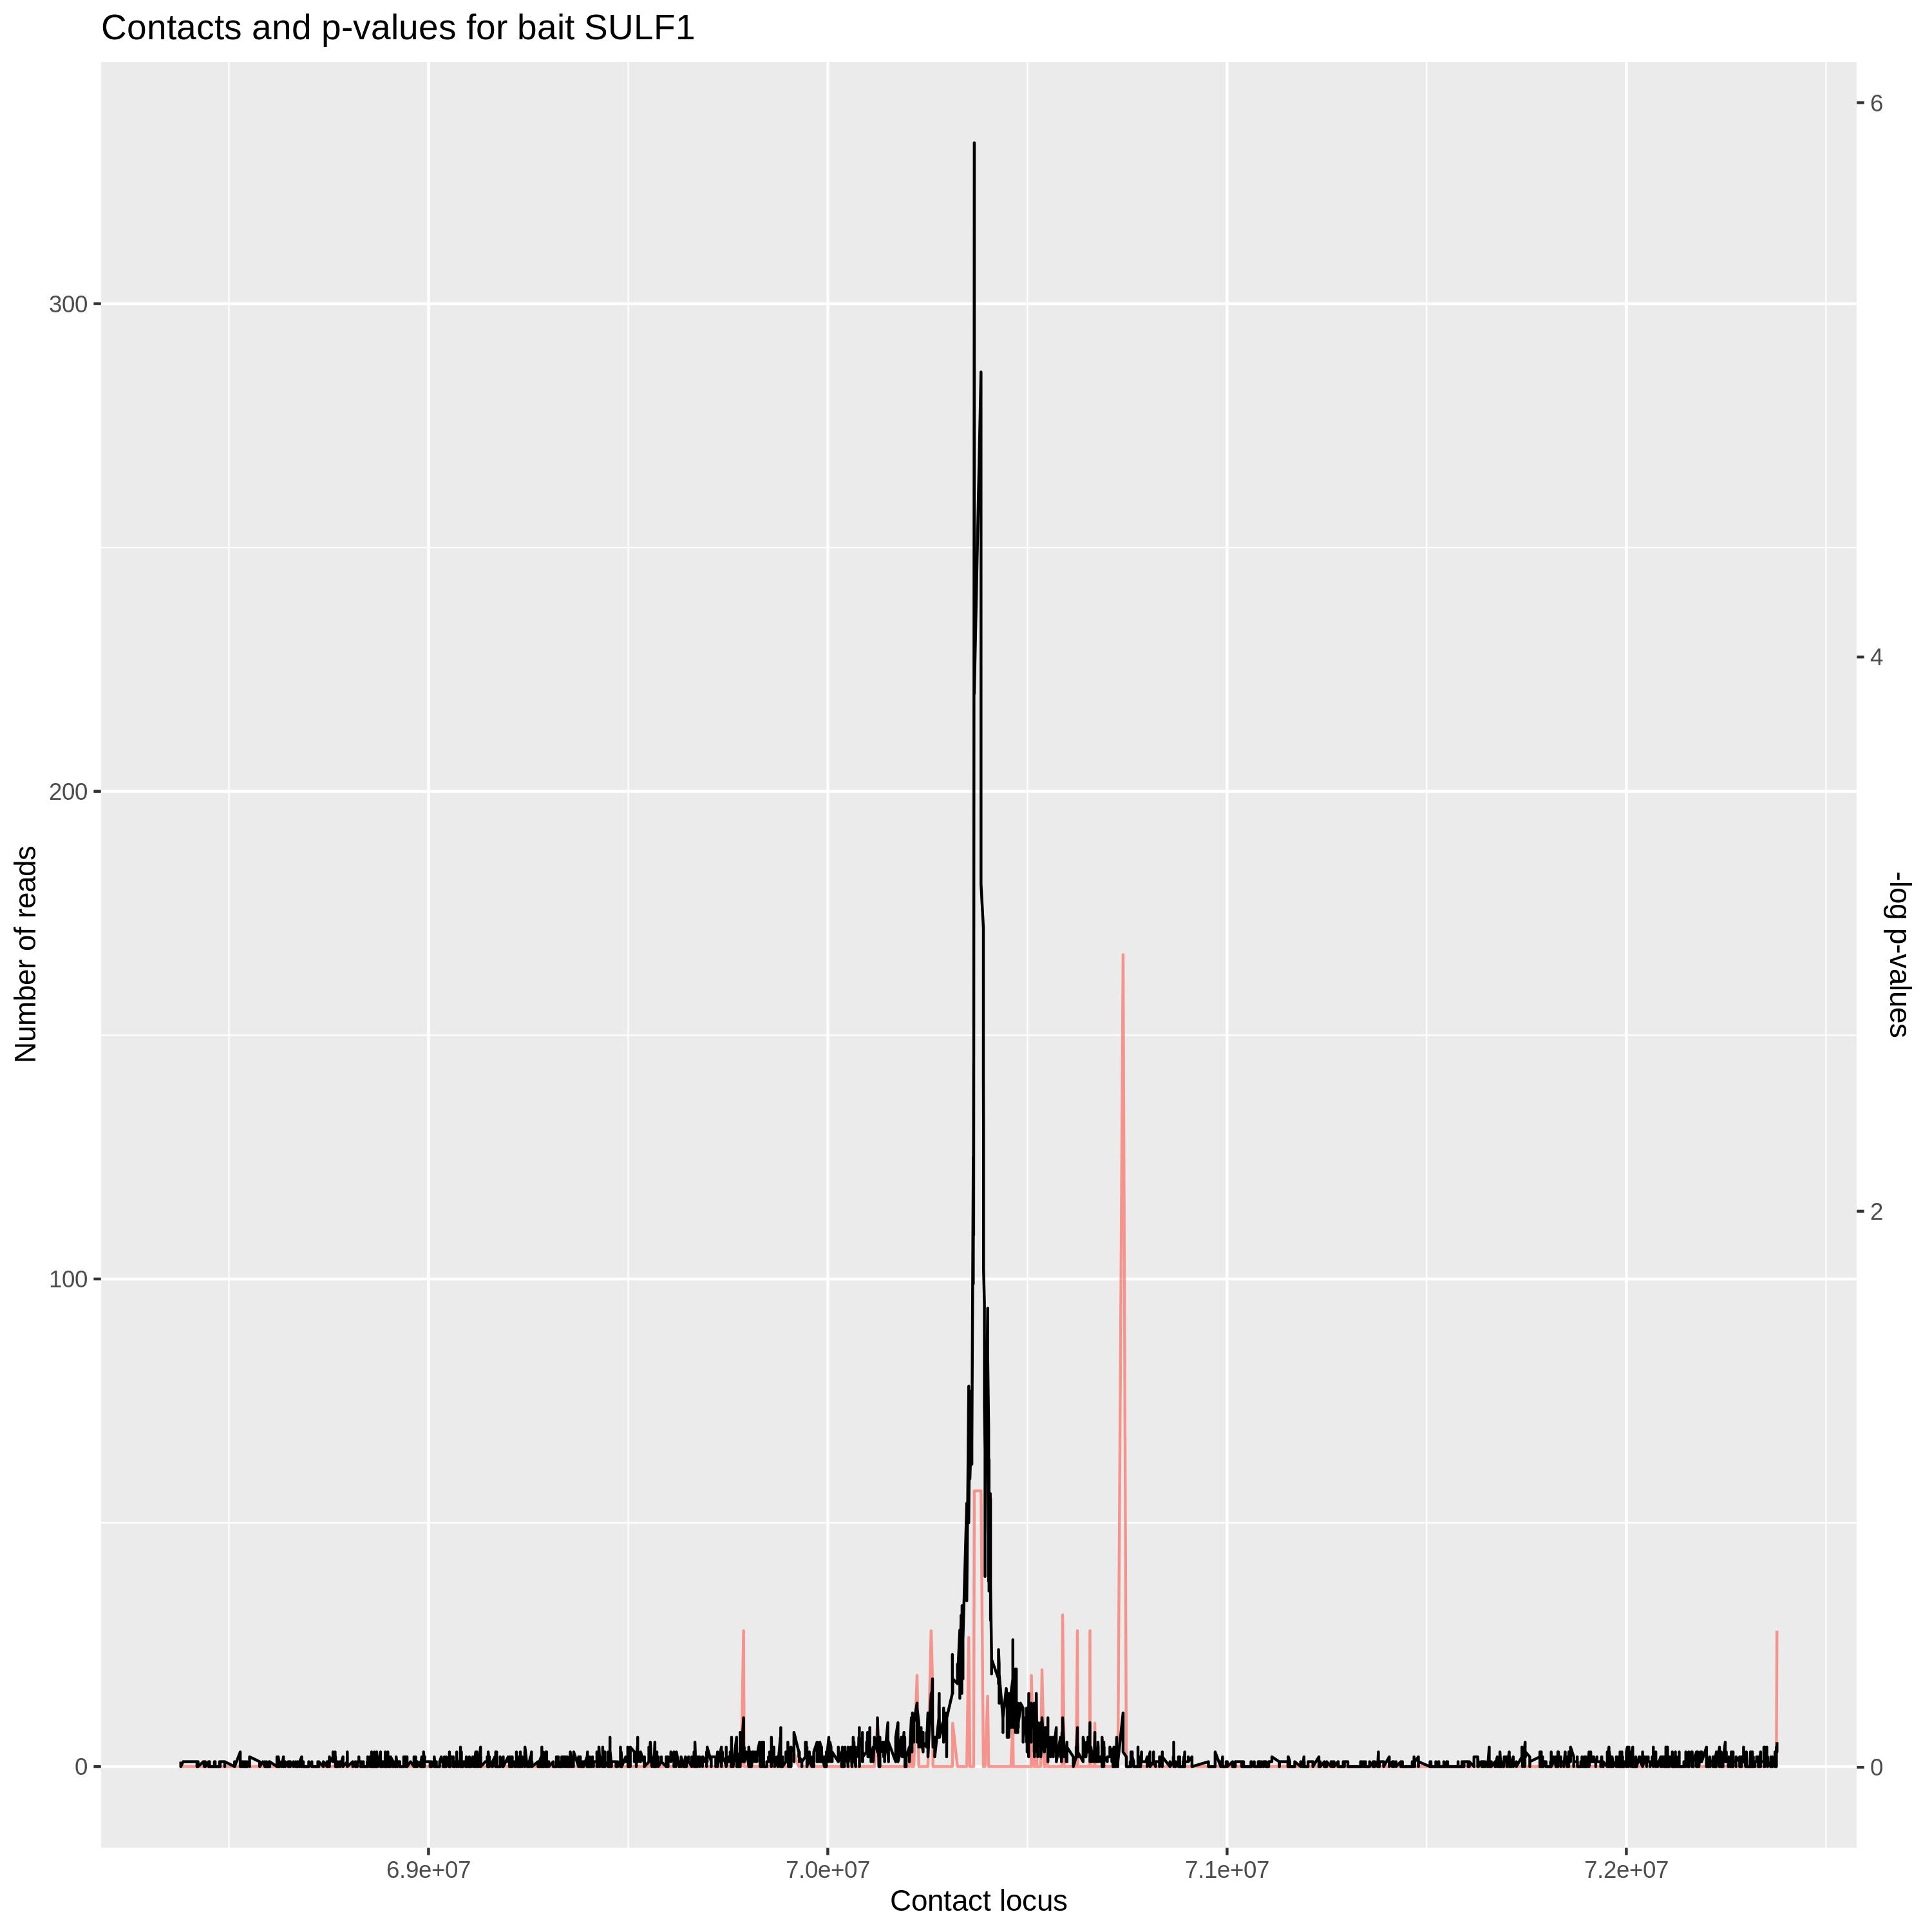 Contacts and p-values for bait SULF1
300
200
100
0
Number of reads
6
4
2
0
-log p-values
6.9e+07
7.0e+07
7.1e+07
7.2e+07
Contact locus